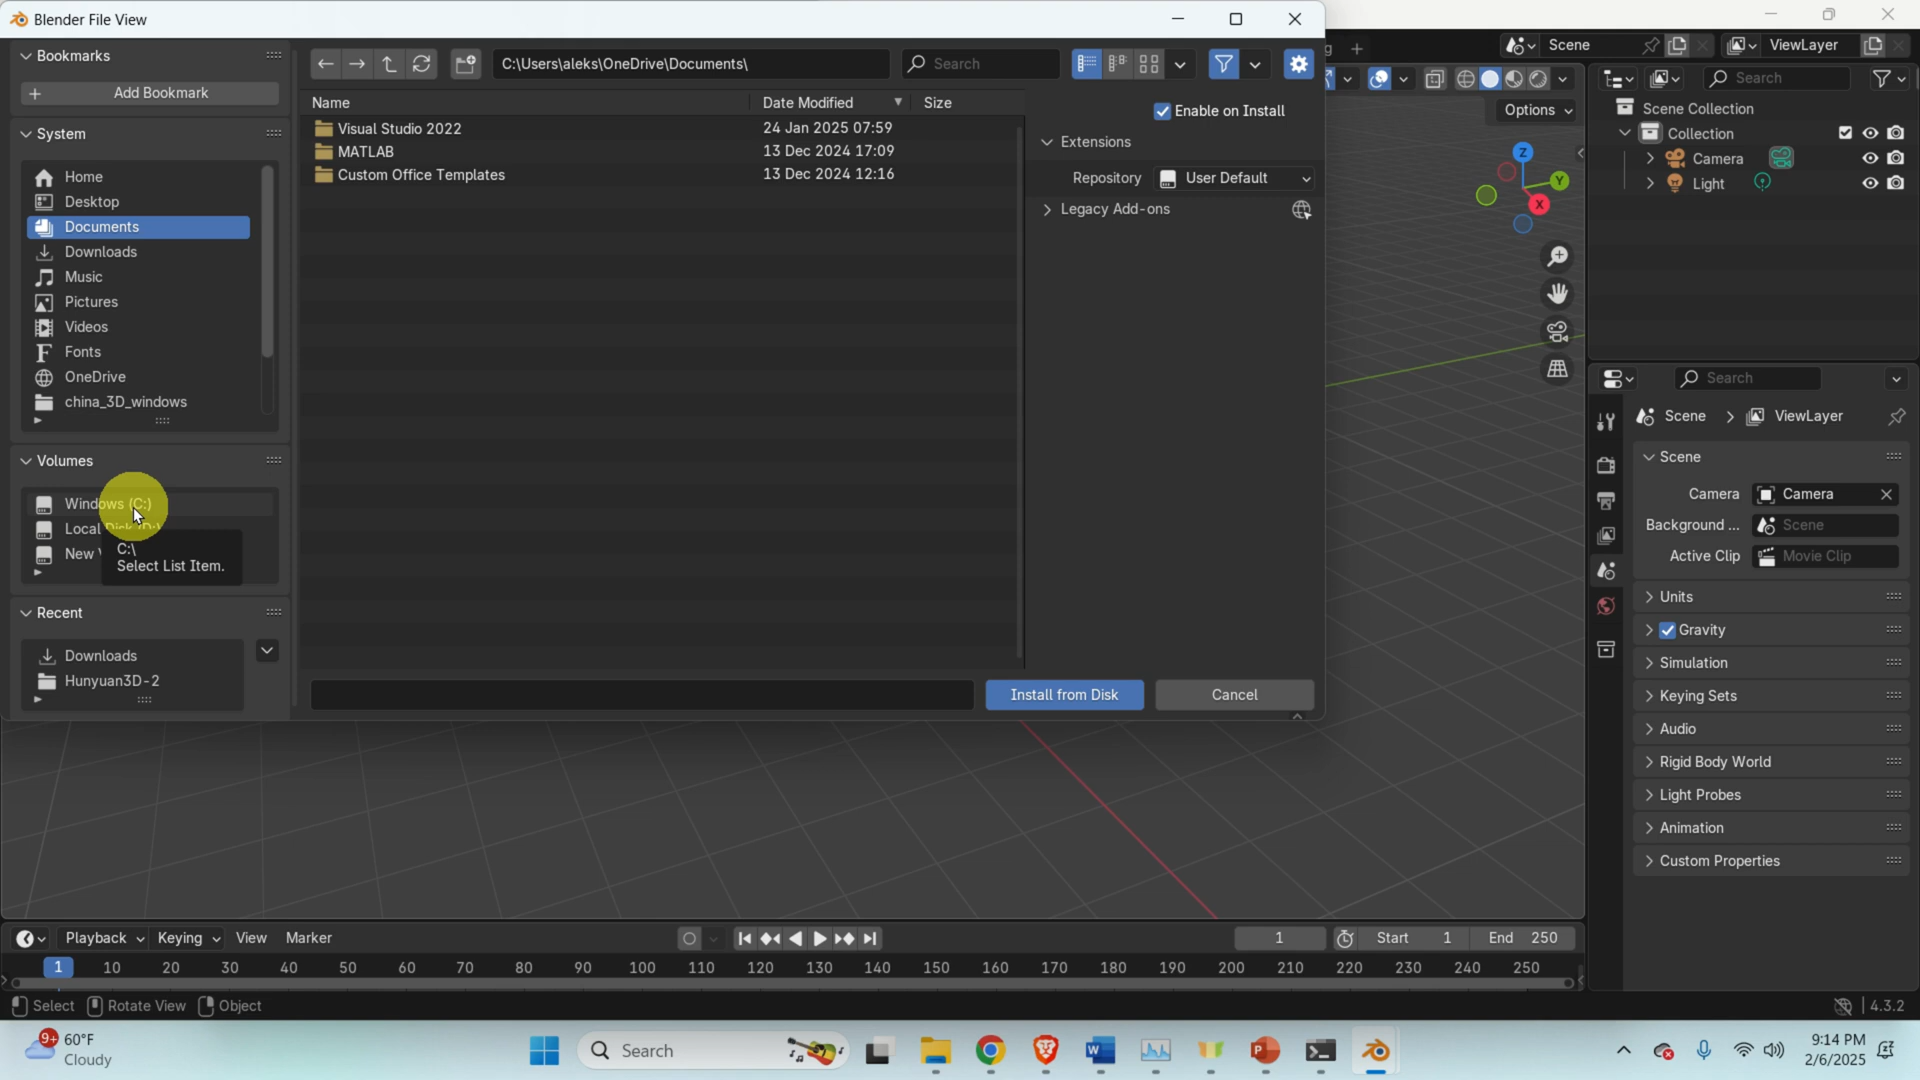 Blender File View
Bookmarks
Add Bookmark
System
Home
Desktop
Documents
Downloads
Music
Pictures
Videos
Fonts
OneDrive
china_3D_windows
Volumes
Windows (C:)
Local Disk (D:)
New
C:\
Select List Item.
Recent
Downloads
Hunyuan3D-2
C:\Users\aleks\OneDrive\Documents\
Search
Name Date Modified Size
Visual Studio 2022 24 Jan 2025 07:59
MATLAB 13 Dec 2024 17:09
Custom Office Templates 13 Dec 2024 12:16
Enable on Install
Extensions
Repository User Default
Legacy Add-ons
Install from Disk Cancel
Scene
ViewLayer
Options
Z
Y
X
Search
Scene Collection
Collection
Camera
Light
Search
Scene > ViewLayer
Scene
Camera Camera
Background ... Scene
Active Clip Movie Clip
Units
Gravity
Simulation
Keying Sets
Audio
Rigid Body World
Light Probes
Animation
Custom Properties
Playback Keying View Marker
1 Start 1 End 250
1 10 20 30 40 50 60 70 80 90 100 110 120 130 140 150 160 170 180 190 200 210 220 230 240 250
Select Rotate View Object
4.3.2
9+ 60°F
Cloudy
Search
9:14 PM
2/6/2025